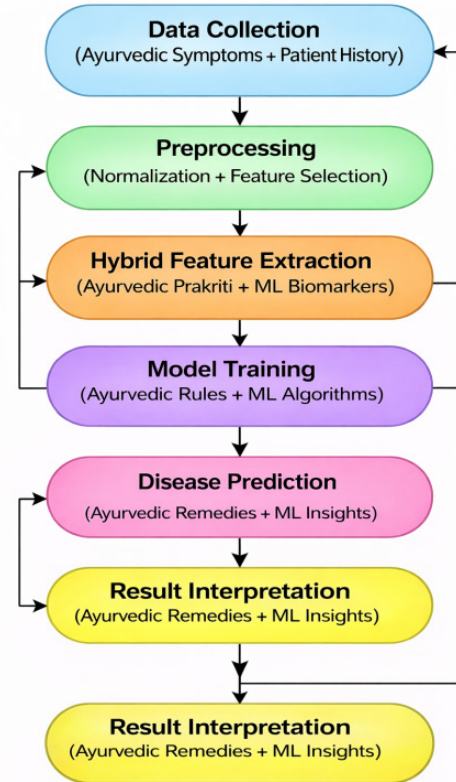 Data Collection
(Ayurvedic Symptoms + Patient History)
Preprocessing
(Normalization + Feature Selection)
Hybrid Feature Extraction
(Ayurvedic Prakriti + ML Biomarkers)
Model Training
(Ayurvedic Rules + ML Algorithms)
Disease Prediction
(Ayurvedic Remedies + ML Insights)
Result Interpretation
(Ayurvedic Remedies + ML Insights)
Result Interpretation
(Ayurvedic Remedies + ML Insights)